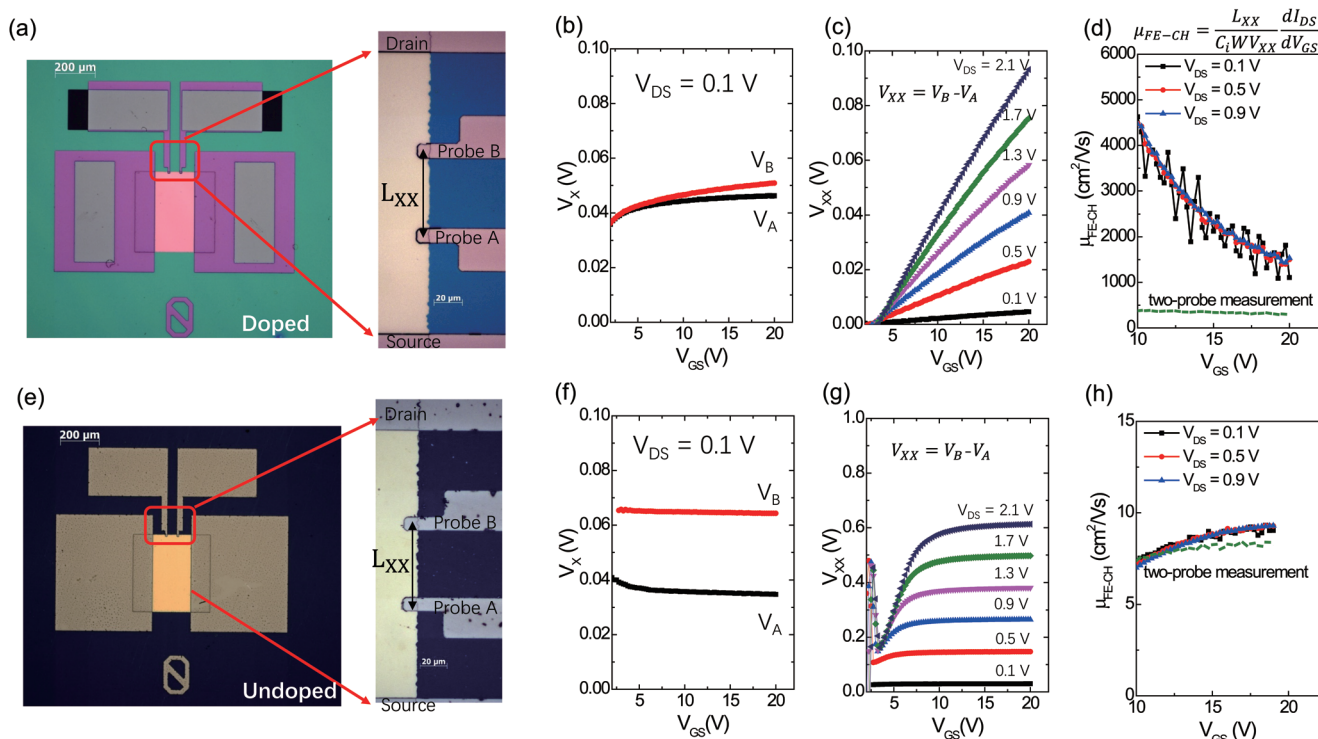 (a)
200 µm
Doped
Drain
Probe B
L_XX
Probe A
20 µm
Source
(b)
V_DS = 0.1 V
V_B
V_A
V_X (V)
0.10
0.08
0.06
0.04
0.02
0.00
5 10 15 20
V_GS(V)
(c)
V_DS = 2.1 V
V_XX = V_B - V_A
1.7 V
1.3 V
0.9 V
0.5 V
0.1 V
V_XX (V)
0.10
0.08
0.06
0.04
0.02
0.00
5 10 15 20
V_GS(V)
(d)
μ_FE−CH = L_XX / C_iWV_XX dI_DS / dV_GS
V_DS = 0.1 V
V_DS = 0.5 V
V_DS = 0.9 V
two-probe measurement
μ_FE-CH (cm²/Vs)
6000
5000
4000
3000
2000
1000
0
10 15 20
V_GS (V)
(e)
200 µm
Undoped
Drain
Probe B
L_XX
Probe A
20 µm
Source
(f)
V_DS = 0.1 V
V_B
V_A
V_X (V)
0.10
0.08
0.06
0.04
0.02
0.00
5 10 15 20
V_GS(V)
(g)
V_XX = V_B - V_A
V_DS = 2.1 V
1.7 V
1.3 V
0.9 V
0.5 V
0.1 V
V_XX (V)
1.0
0.8
0.6
0.4
0.2
0.0
5 10 15 20
V_GS(V)
(h)
V_DS = 0.1 V
V_DS = 0.5 V
V_DS = 0.9 V
two-probe measurement
μ_FE-CH (cm²/Vs)
15
10
5
0
10 15 20
V_GS (V)